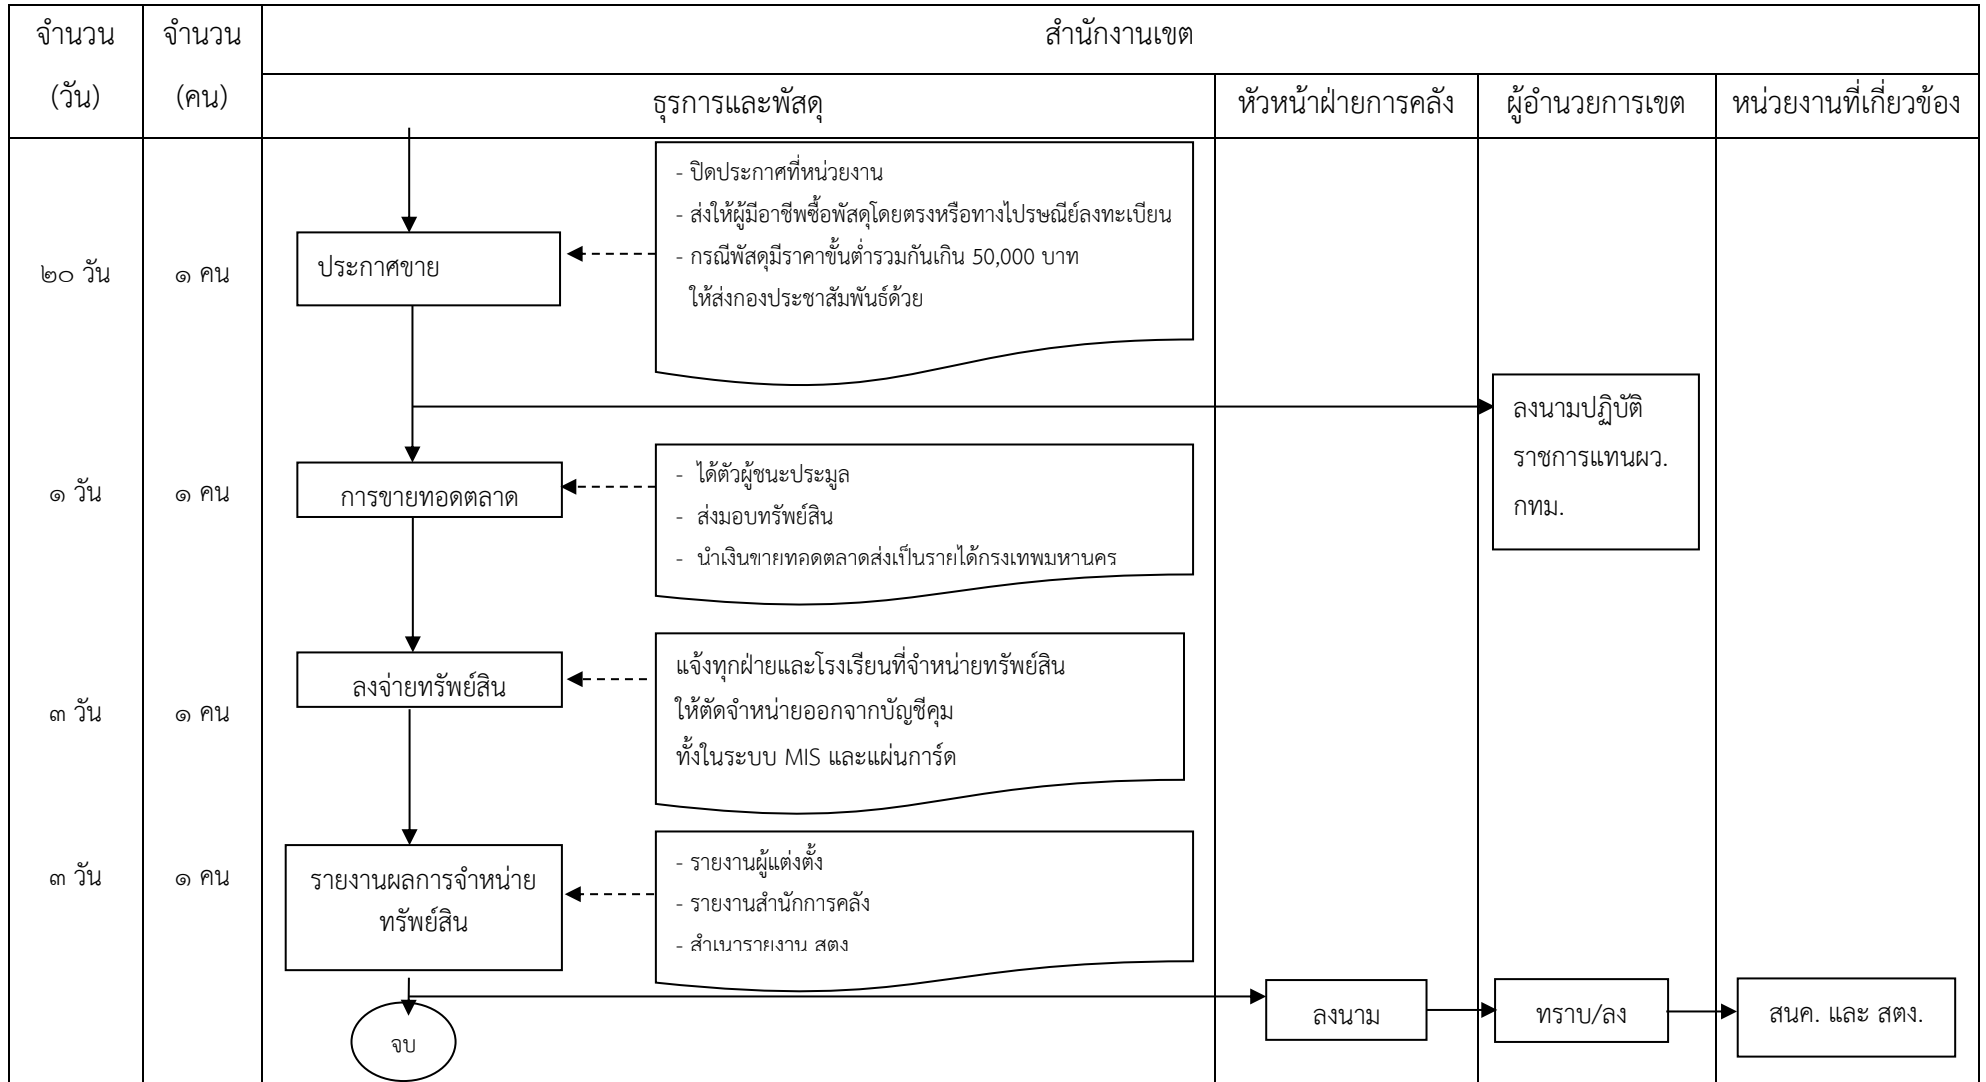 จำนวน
(วัน)
จำนวน
(คน)
สำนักงานเขต
ธุรการและพัสดุ
หัวหน้าฝ่ายการคลัง
ผู้อำนวยการเขต
หน่วยงานที่เกี่ยวข้อง
๒๐ วัน
๑ คน
ประกาศขาย
- ปิดประกาศที่หน่วยงาน
- ส่งให้ผู้มีอาชีพซื้อพัสดุโดยตรงหรือทางไปรษณีย์ลงทะเบียน
- กรณีพัสดุมีราคาขั้นต่ำรวมกันเกิน 50,000 บาท
ให้ส่งกองประชาสัมพันธ์ด้วย
ลงนามปฏิบัติ
ราชการแทนผว.
กทม.
๑ วัน
๑ คน
การขายทอดตลาด
- ได้ตัวผู้ชนะประมูล
- ส่งมอบทรัพย์สิน
- นำเงินขายทอดตลาดส่งเป็นรายได้กรุงเทพมหานคร
๓ วัน
๑ คน
ลงจ่ายทรัพย์สิน
แจ้งทุกฝ่ายและโรงเรียนที่จำหน่ายทรัพย์สิน
ให้ตัดจำหน่ายออกจากบัญชีคุม
ทั้งในระบบ MIS และแผ่นการ์ด
๓ วัน
๑ คน
รายงานผลการจำหน่าย
ทรัพย์สิน
- รายงานผู้แต่งตั้ง
- รายงานสำนักการคลัง
- สำเนารายงาน สตง
จบ
ลงนาม
ทราบ/ลง
สนค. และ สตง.